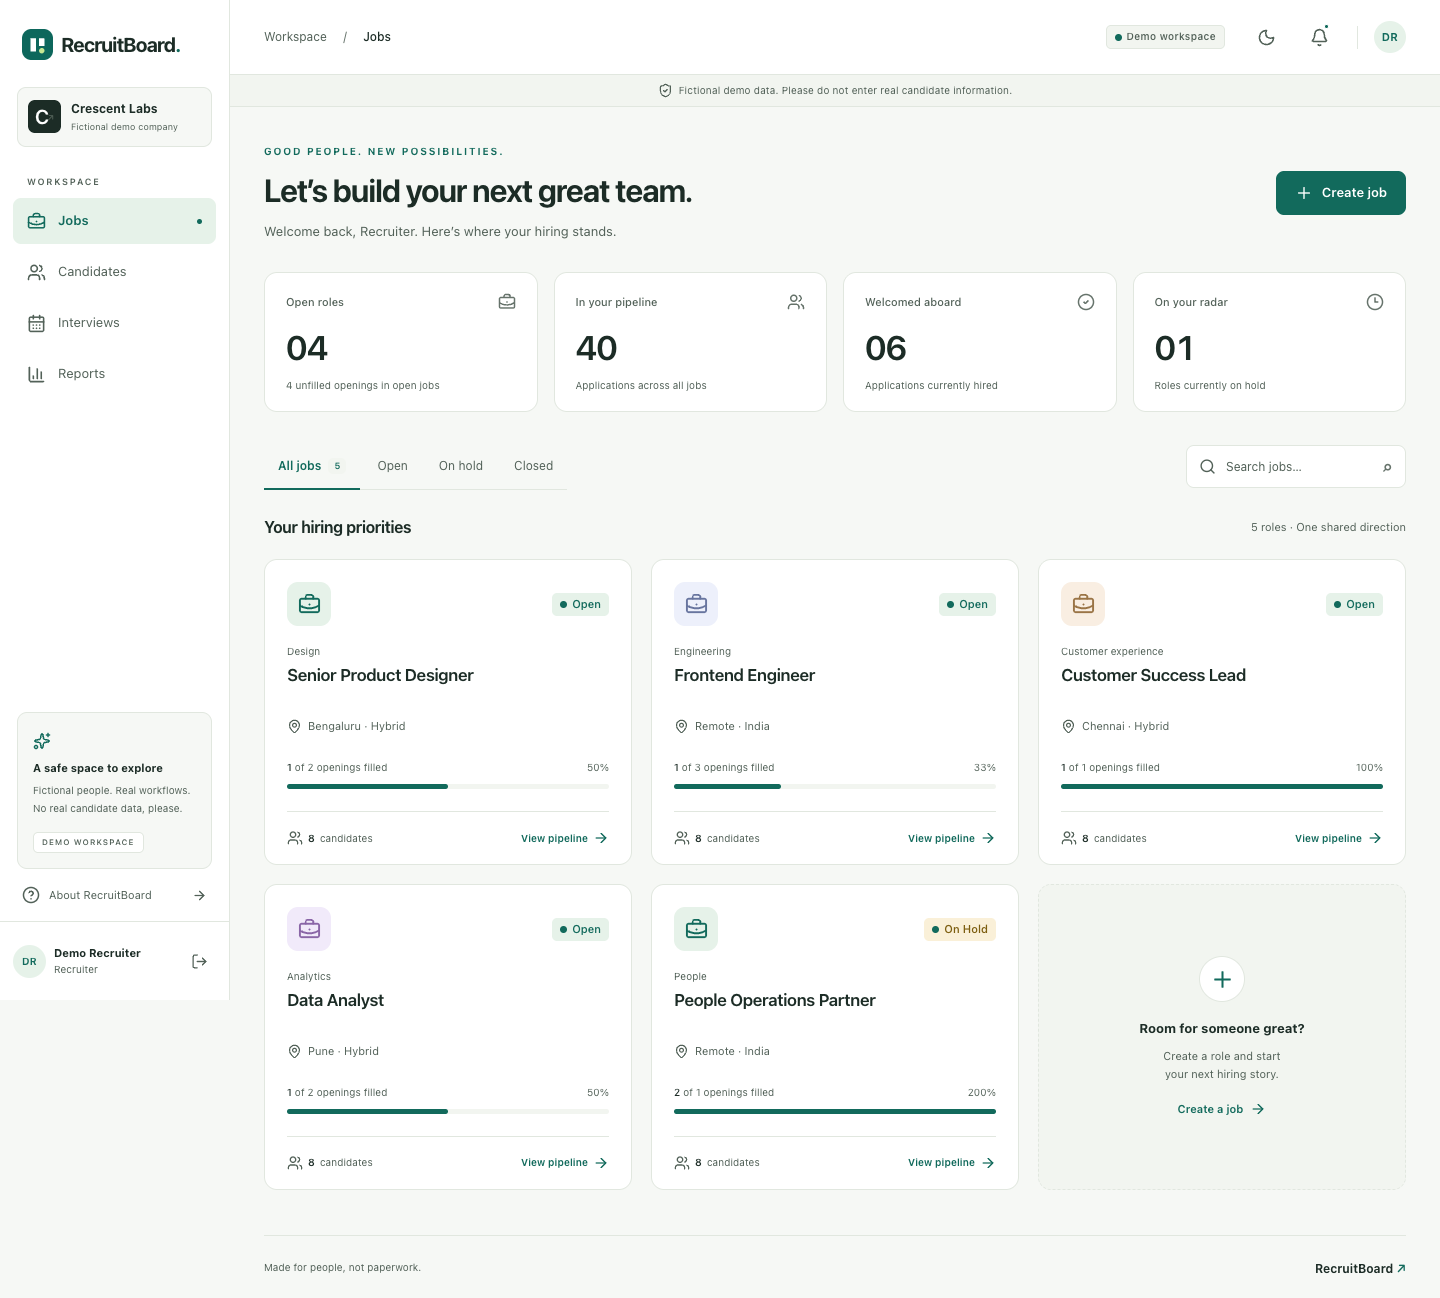 RecruitBoard.
Crescent Labs
Fictional demo company
WORKSPACE
Jobs
Candidates
Interviews
Reports
A safe space to explore
Fictional people. Real workflows.
No real candidate data, please.
DEMO WORKSPACE
About RecruitBoard
DR
Demo Recruiter
Recruiter
Workspace / Jobs
Demo workspace
DR
Fictional demo data. Please do not enter real candidate information.
GOOD PEOPLE. NEW POSSIBILITIES.
Let's build your next great team.
Welcome back, Recruiter. Here's where your hiring stands.
Create job
Open roles
04
4 unfilled openings in open jobs
In your pipeline
40
Applications across all jobs
Welcomed aboard
06
Applications currently hired
On your radar
01
Roles currently on hold
All jobs 5 Open On hold Closed
Search jobs...
Your hiring priorities
5 roles · One shared direction
Open
Design
Senior Product Designer
Bengaluru · Hybrid
1 of 2 openings filled 50%
8 candidates View pipeline
Open
Engineering
Frontend Engineer
Remote · India
1 of 3 openings filled 33%
8 candidates View pipeline
Open
Customer experience
Customer Success Lead
Chennai · Hybrid
1 of 1 openings filled 100%
8 candidates View pipeline
Open
Analytics
Data Analyst
Pune · Hybrid
1 of 2 openings filled 50%
8 candidates View pipeline
On Hold
People
People Operations Partner
Remote · India
2 of 1 openings filled 200%
8 candidates View pipeline
Room for someone great?
Create a role and start
your next hiring story.
Create a job
Made for people, not paperwork.
RecruitBoard